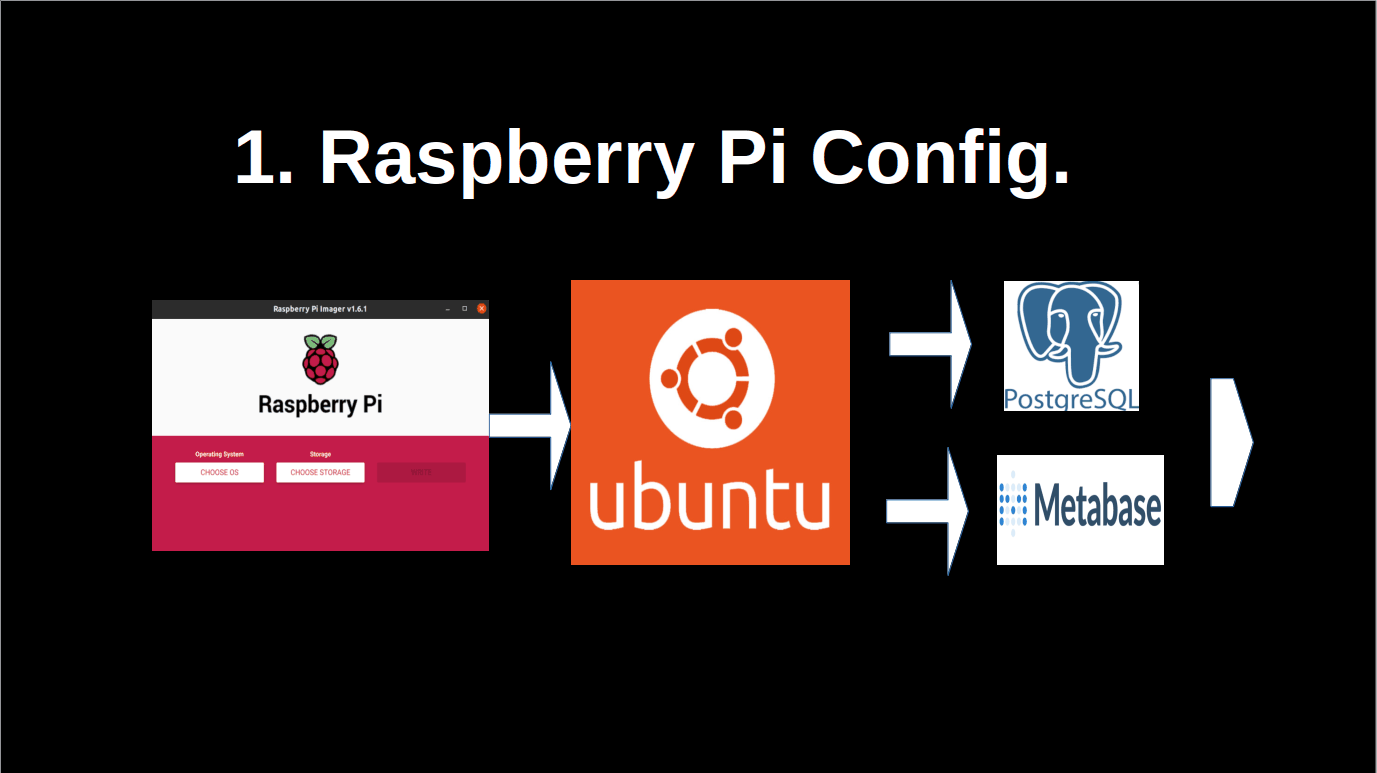 1. Raspberry Pi Config.
Raspberry Pi Imager v1.6.1
Raspberry Pi
Operating System
Storage
CHOOSE OS
CHOOSE STORAGE
ubuntu
PostgreSQL
Metabase